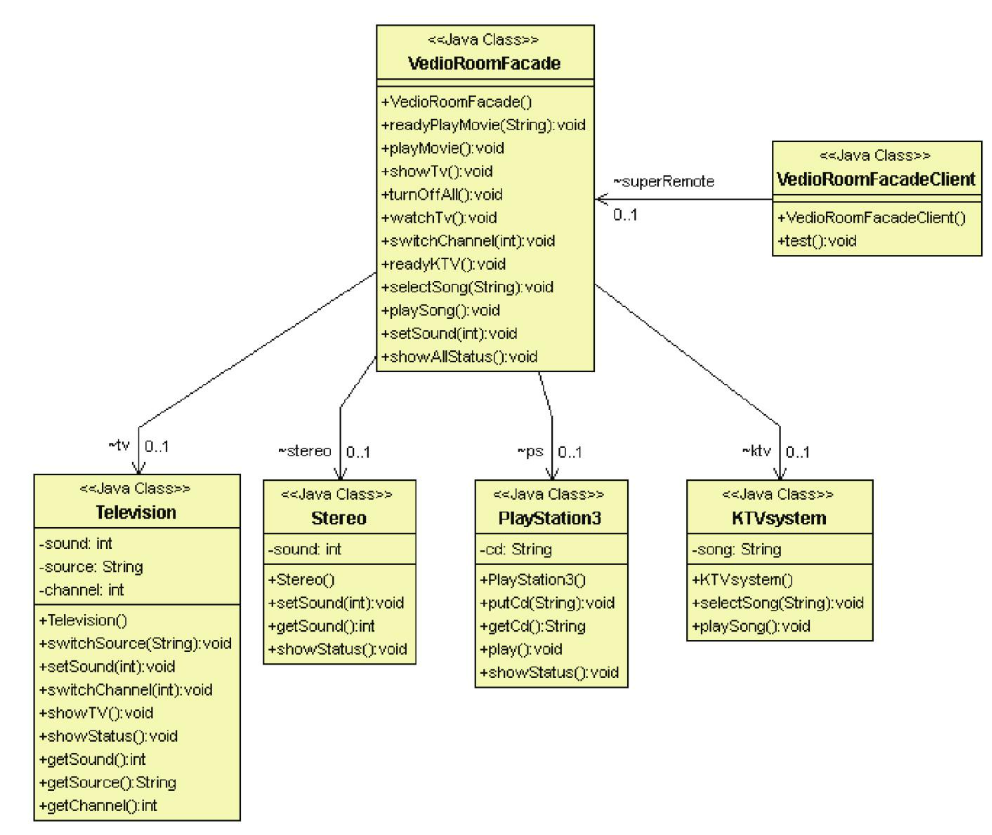 <<Java Class>>
VedioRoomFacade
+VedioRoomFacade()
+readyPlayMovie(String):void
+playMovie():void
+showTv():void
+turnOffAll():void
+watchTv():void
+switchChannel(int):void
+readyKTV():void
+selectSong(String):void
+playSong():void
+setSound(int):void
+showAllStatus():void
~superRemote
0..1
<<Java Class>>
VedioRoomFacadeClient
+VedioRoomFacadeClient()
+test():void
~tv 0..1
~stereo 0..1
~ps 0..1
~ktv 0..1
<<Java Class>>
Television
-sound: int
-source: String
-channel: int
+Television()
+switchSource(String):void
+setSound(int):void
+switchChannel(int):void
+showTV():void
+showStatus():void
+getSound():int
+getSource():String
+getChannel():int
<<Java Class>>
Stereo
-sound: int
+Stereo()
+setSound(int):void
+getSound():int
+showStatus():void
<<Java Class>>
PlayStation3
-cd: String
+PlayStation3()
+putCd(String):void
+getCd():String
+play():void
+showStatus():void
<<Java Class>>
KTVsystem
-song: String
+KTVsystem()
+selectSong(String):void
+playSong():void